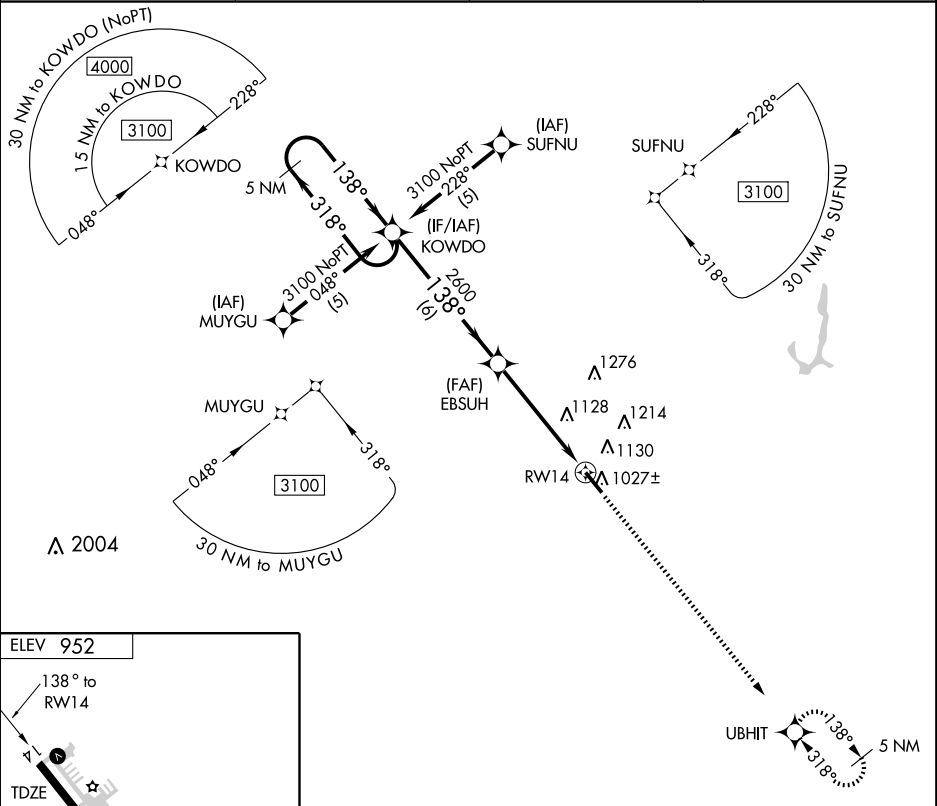 30 NM to KOWDO (NoPT)
4000
15 NM to KOWDO
3100
228°
KOWDO
048°
5 NM
138°
318°
(IAF)
SUFNU
3100 NoPT
228°
(5)
(IF/IAF)
KOWDO
3100 NoPT
048°
(5)
(IAF)
MUYGU
2600
138°
(6)
(FAF)
EBSUH
SUFNU
228°
3100
318°
30 NM to SUFNU
MUYGU
048°
318°
3100
30 NM to MUYGU
2004
1276
1128
1214
1130
RW14
1027±
UBHIT
138°
318°
5 NM
ELEV 952
138° to
RW14
4
V
TDZE